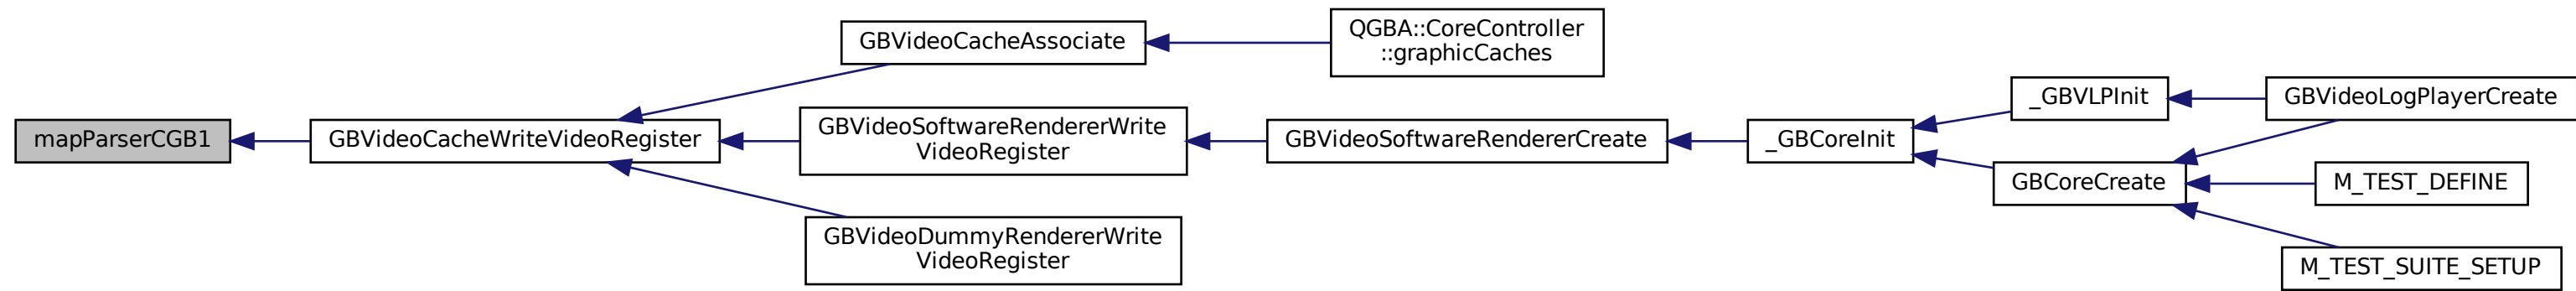 mapParserCGB1
GBVideoCacheWriteVideoRegister
GBVideoCacheAssociate
GBVideoSoftwareRendererWrite
VideoRegister
GBVideoDummyRendererWrite
VideoRegister
QGBA::CoreController
::graphicCaches
GBVideoSoftwareRendererCreate
_GBCoreInit
_GBVLPInit
GBCoreCreate
GBVideoLogPlayerCreate
M_TEST_DEFINE
M_TEST_SUITE_SETUP